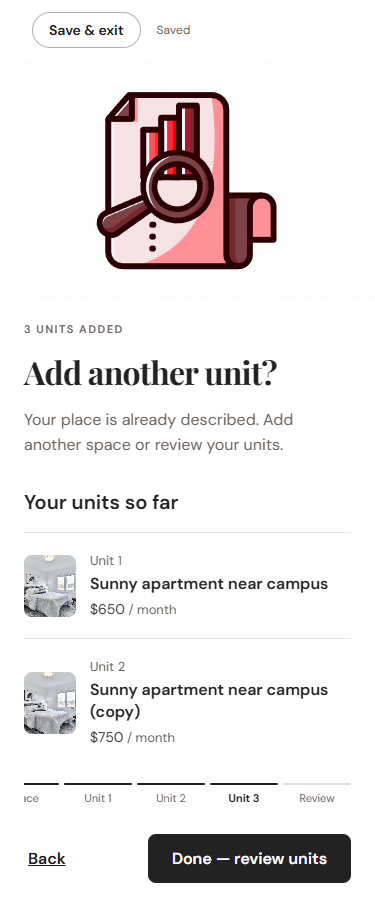 Save & exit
Saved
3 UNITS ADDED
Add another unit?
Your place is already described. Add
another space or review your units.
Your units so far
Unit 1
Sunny apartment near campus
$650 / month
Unit 2
Sunny apartment near campus
(copy)
$750 / month
ace
Unit 1
Unit 2
Unit 3
Review
Back
Done — review units